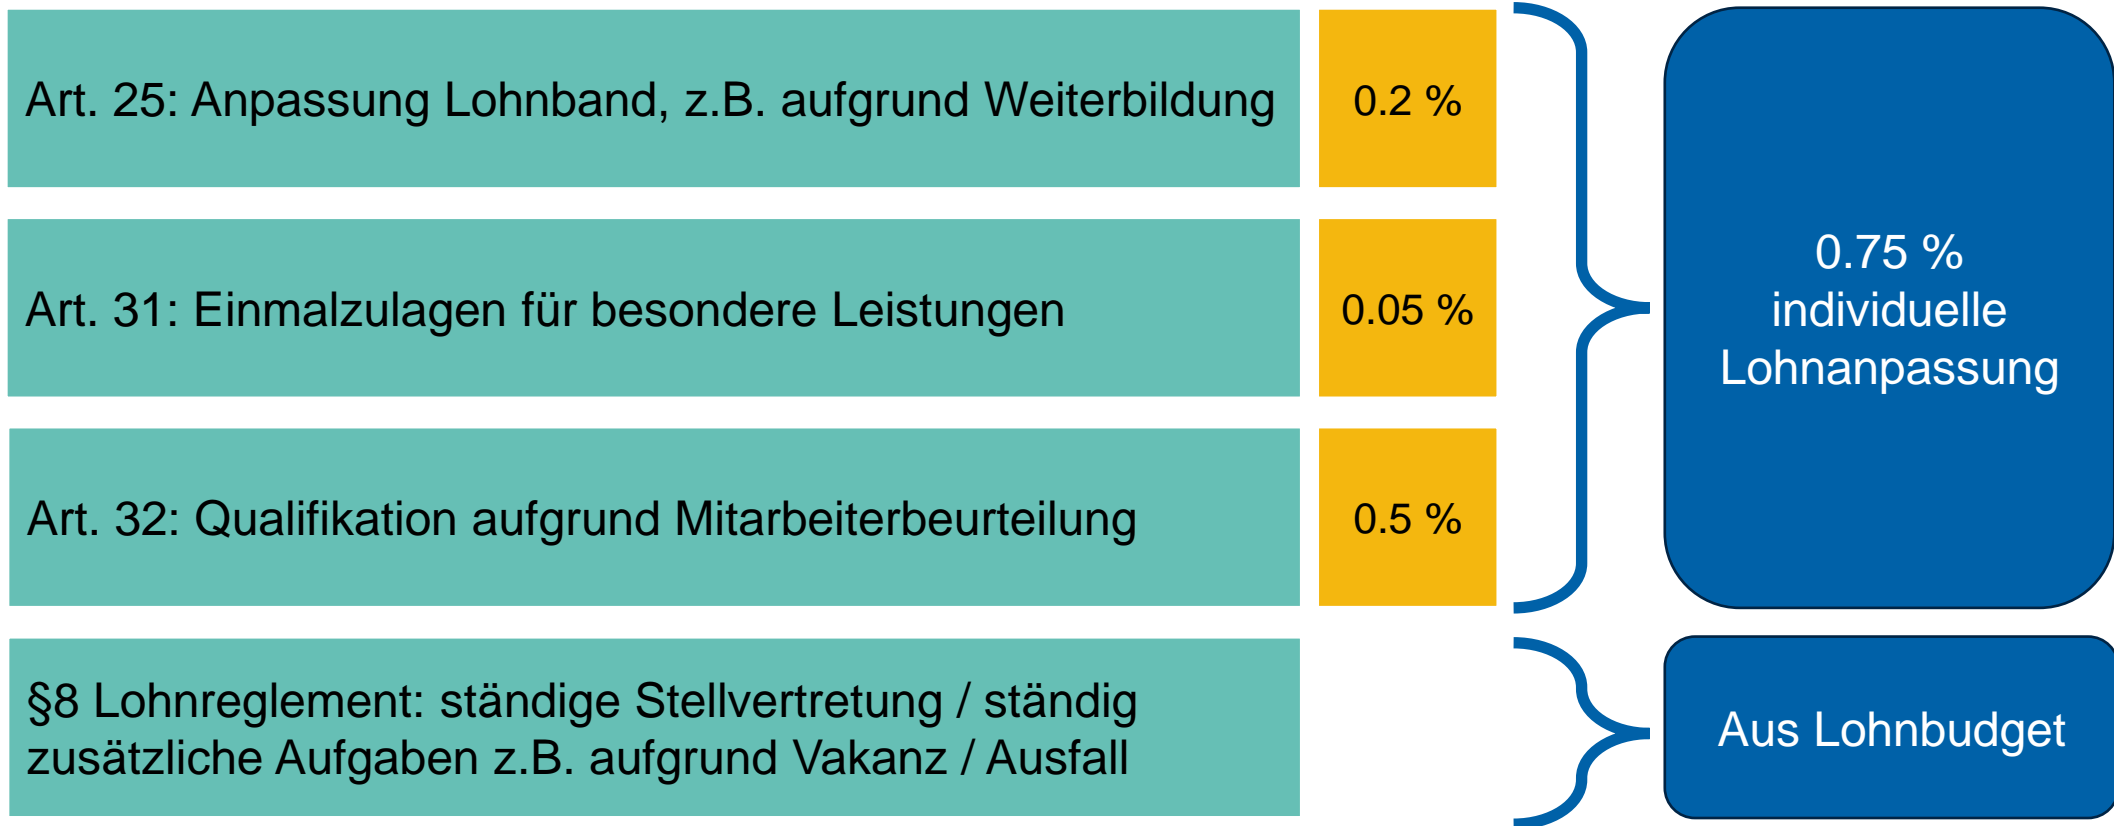 Art. 25: Anpassung Lohnband, z.B. aufgrund Weiterbildung
0.2 %
Art. 31: Einmalzulagen für besondere Leistungen
0.05 %
Art. 32: Qualifikation aufgrund Mitarbeiterbeurteilung
0.5 %
0.75 %
individuelle
Lohnanpassung
§8 Lohnreglement: ständige Stellvertretung / ständig
zusätzliche Aufgaben z.B. aufgrund Vakanz / Ausfall
Aus Lohnbudget